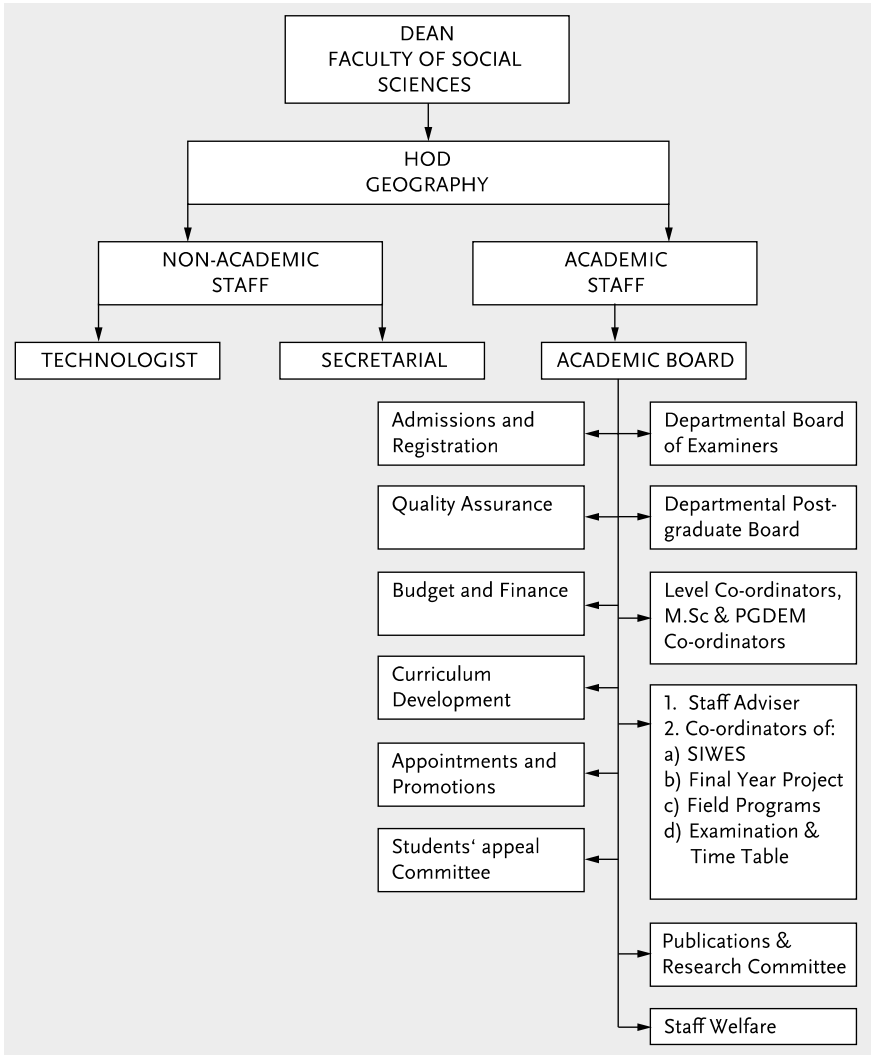 DEAN
FACULTY OF SOCIAL
SCIENCES
HOD
GEOGRAPHY
NON-ACADEMIC
STAFF
ACADEMIC
STAFF
TECHNOLOGIST
SECRETARIAL
ACADEMIC BOARD
Admissions and
Registration
Departmental Board
of Examiners
Quality Assurance
Departmental Post-
graduate Board
Budget and Finance
Level Co-ordinators,
M.Sc & PGDEM
Co-ordinators
Curriculum
Development
1. Staff Adviser
2. Co-ordinators of:
a) SIWES
b) Final Year Project
c) Field Programs
d) Examination &
Time Table
Appointments and
Promotions
Students‘ appeal
Committee
Publications &
Research Committee
Staff Welfare